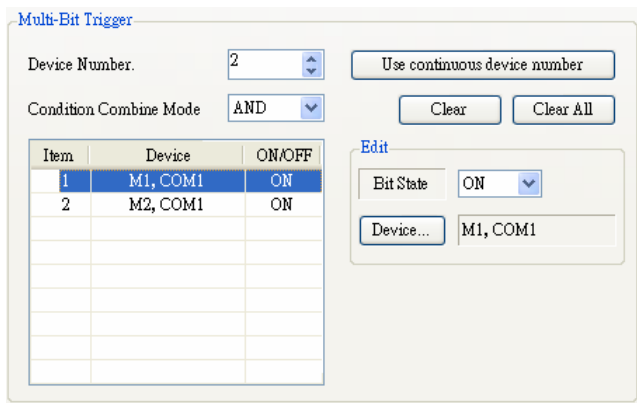 Multi-Bit Trigger
Device Number. 2 Use continuous device number
Condition Combine Mode AND Clear Clear All
Item Device ON/OFF
1 M1, COM1 ON
2 M2, COM1 ON
Edit
Bit State ON
Device... M1, COM1